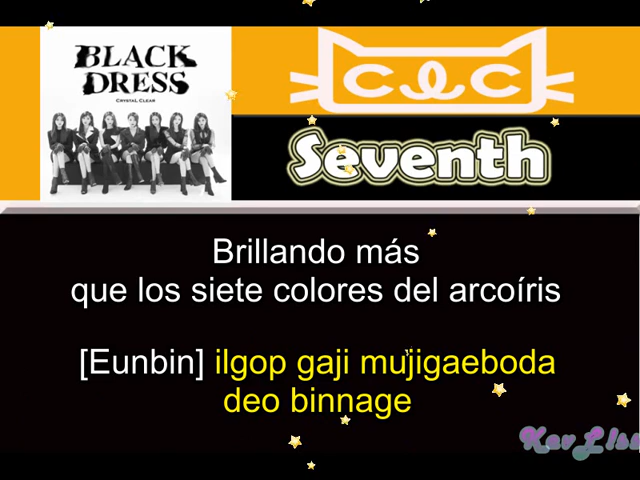 BLACK
DRESS
CRYSTAL CLEAR
CLC
Seventh
Brillando más
que los siete colores del arcoíris
[Eunbin] ilgop gaji mujigaeboda
deo binnage